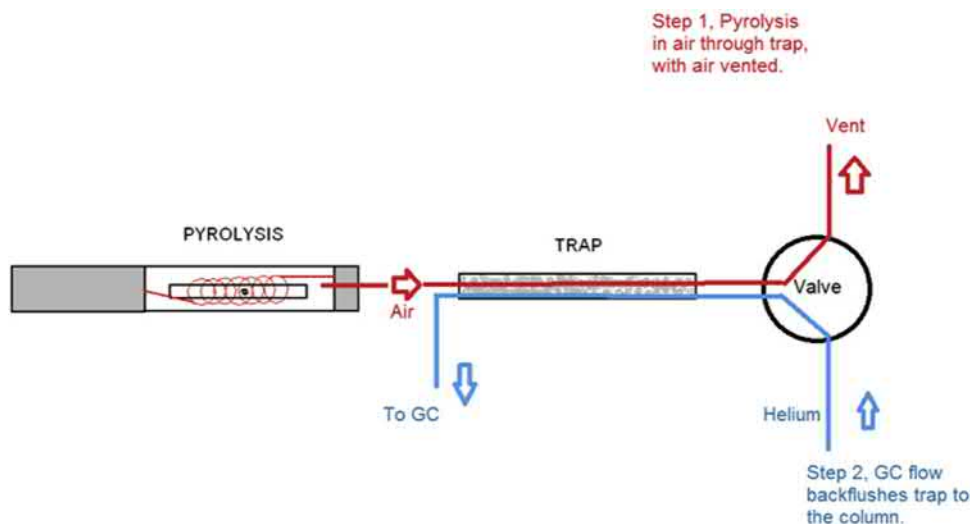 Step 1, Pyrolysis
in air through trap,
with air vented.
Vent
PYROLYSIS
TRAP
Valve
Air
To GC
Helium
Step 2, GC flow
backflushes trap to
the column.